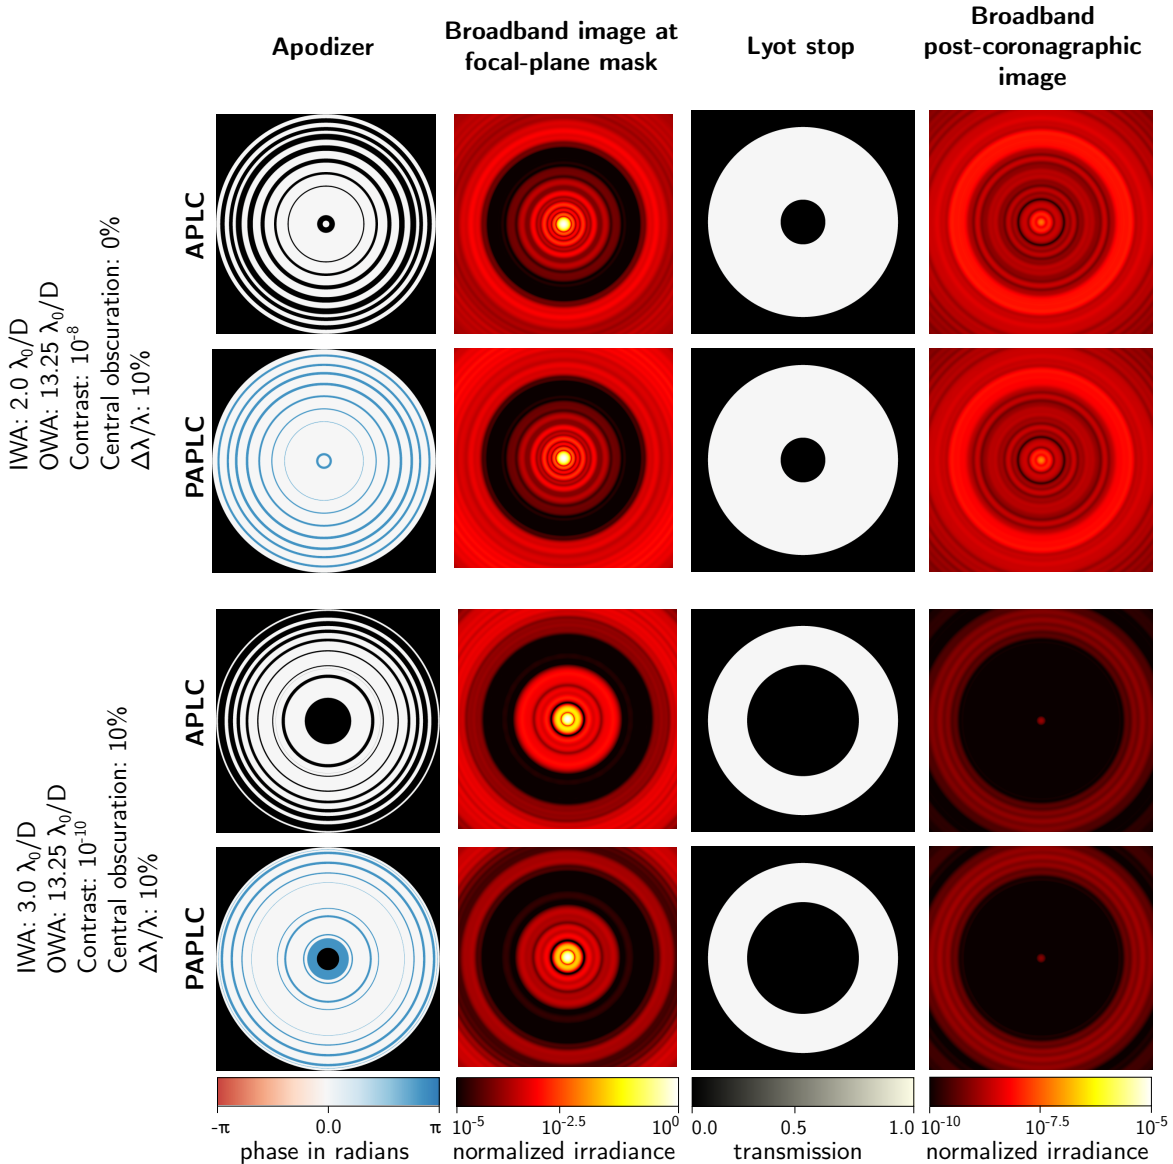 Apodizer
Broadband image at
focal-plane mask
Lyot stop
Broadband
post-coronagraphic
image
IWA: 2.0 λ₀/D
OWA: 13.25 λ₀/D
Contrast: 10⁻⁸
Central obscuration: 0%
Δλ/λ: 10%
APLC
PAPLC
IWA: 3.0 λ₀/D
OWA: 13.25 λ₀/D
Contrast: 10⁻¹⁰
Central obscuration: 10%
Δλ/λ: 10%
APLC
PAPLC
-π 0.0 π
phase in radians
10⁻⁵ 10⁻²·⁵ 10⁰
normalized irradiance
0.0 0.5 1.0
transmission
10⁻¹⁰ 10⁻⁷·⁵ 10⁻⁵
normalized irradiance